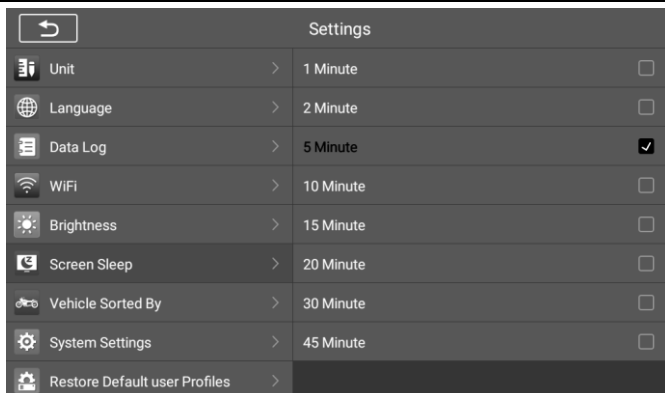 Settings
Unit
1 Minute
Language
2 Minute
Data Log
5 Minute
WiFi
10 Minute
Brightness
15 Minute
Screen Sleep
20 Minute
Vehicle Sorted By
30 Minute
System Settings
45 Minute
Restore Default user Profiles